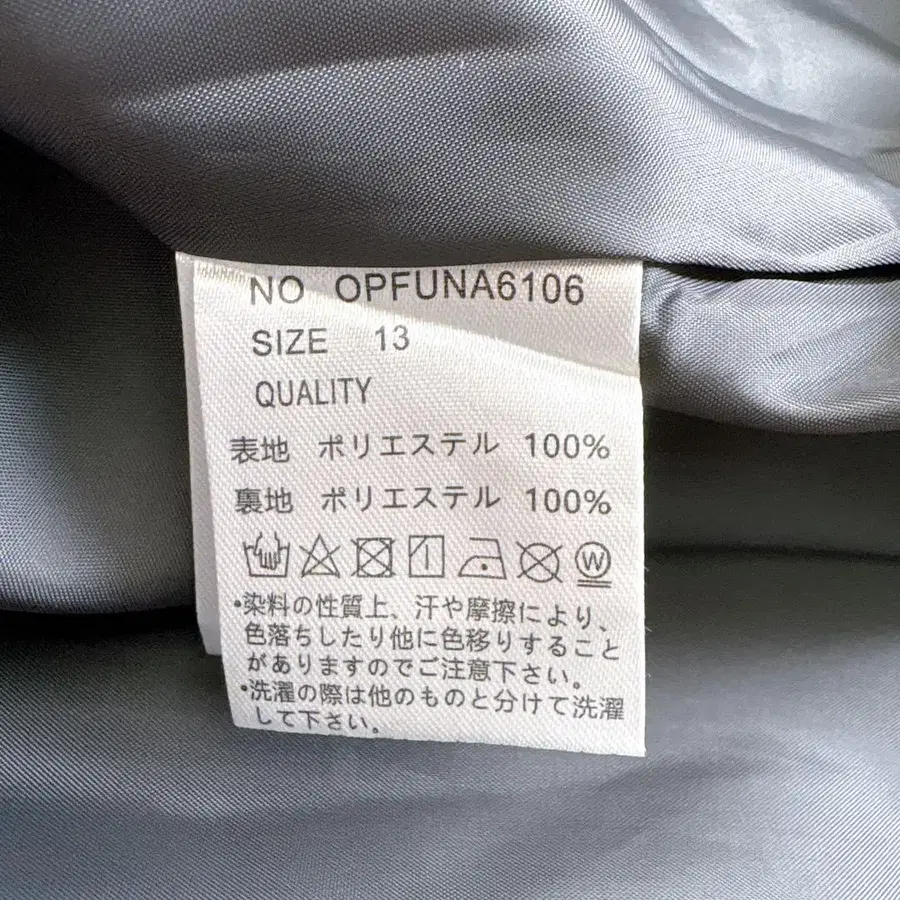 NO OPFUNA6106
SIZE 13
QUALITY
表地 ポリエステル 100%
裏地 ポリエステル 100%
W
•染料の性質上、汗や摩擦により、
色落ちしたり他に色移りすること
がありますのでご注意下さい。
•洗濯の際は他のものと分けて洗濯
して下さい。